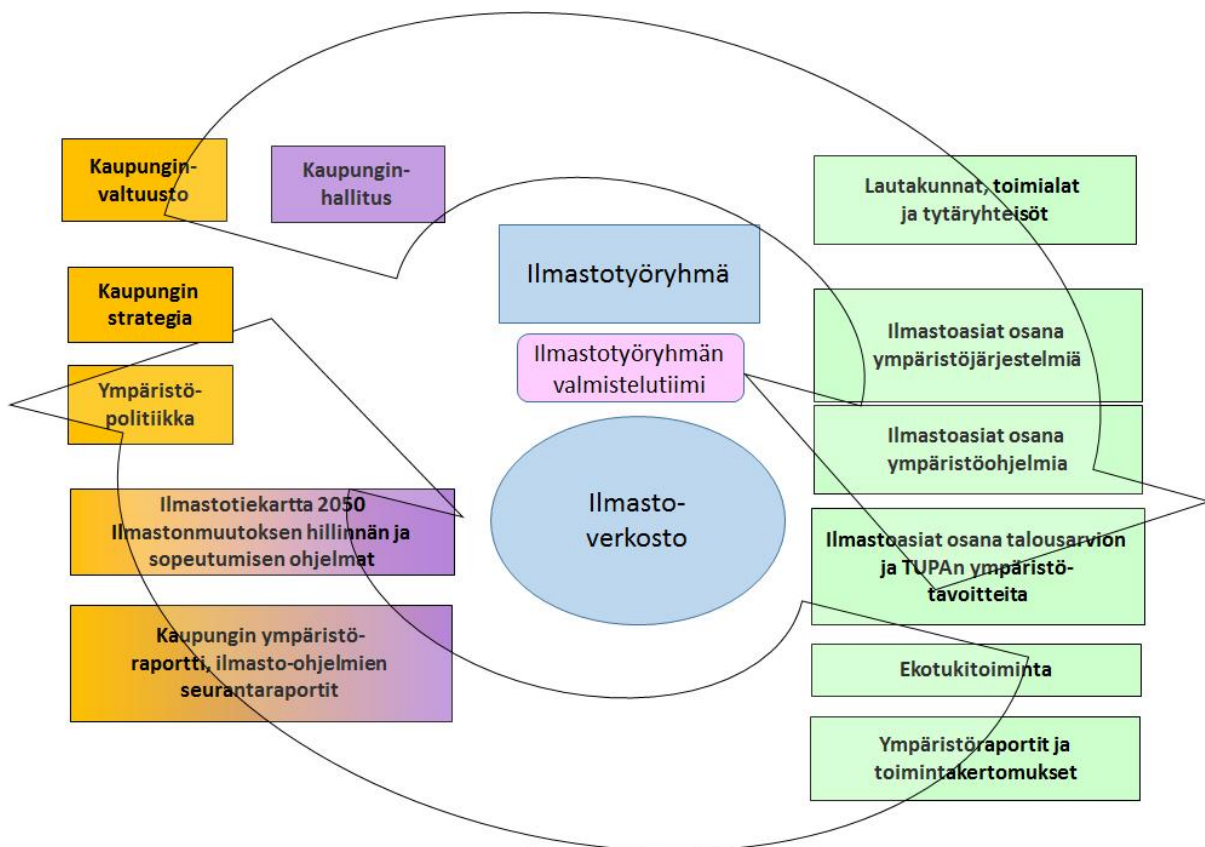 Kaupungin-
valtuusto
Kaupungin-
hallitus
Kaupungin
strategia
Ympäristö-
politiikka
Ilmastotiekartta 2050
Ilmastonmuutoksen hillinnän ja
sopeutumisen ohjelmat
Kaupungin ympäristö-
raportti, ilmasto-ohjelmien
seurantaraportit
Ilmastotyöryhmä
Ilmastotyöryhmän
valmistelutiimi
Ilmasto-
verkosto
Lautakunnat, toimialat
ja tytäryhteisöt
Ilmastoasiat osana
ympäristöjärjestelmiä
Ilmastoasiat osana
ympäristöohjelmia
Ilmastoasiat osana talousarvion
ja TUPAn ympäristö-
tavoitteita
Ekotukitoiminta
Ympäristöraportit ja
toimintakertomukset